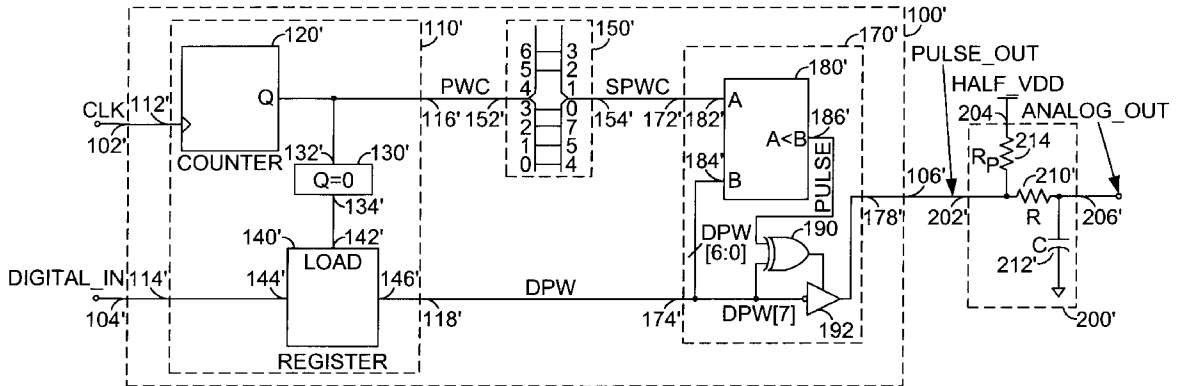 120'
110'
150'
170'
100'
PULSE_OUT
HALF_VDD
204
ANALOG_OUT
CLK
112'
102'
Q
COUNTER
PWC
116'
152'
6
5
4
3
2
1
0
3
2
1
0
7
5
4
154'
SPWC
172'
182'
180'
A
A<B
186'
184'
B
PULSE
132'
130'
Q=0
134'
140'
142'
LOAD
DIGITAL_IN
104'
114'
144'
146'
REGISTER
118'
DPW
174'
DPW
[6:0]
DPW[7]
190
192
178'
106'
202'
RP
214
210'
R
206'
C
212'
200'